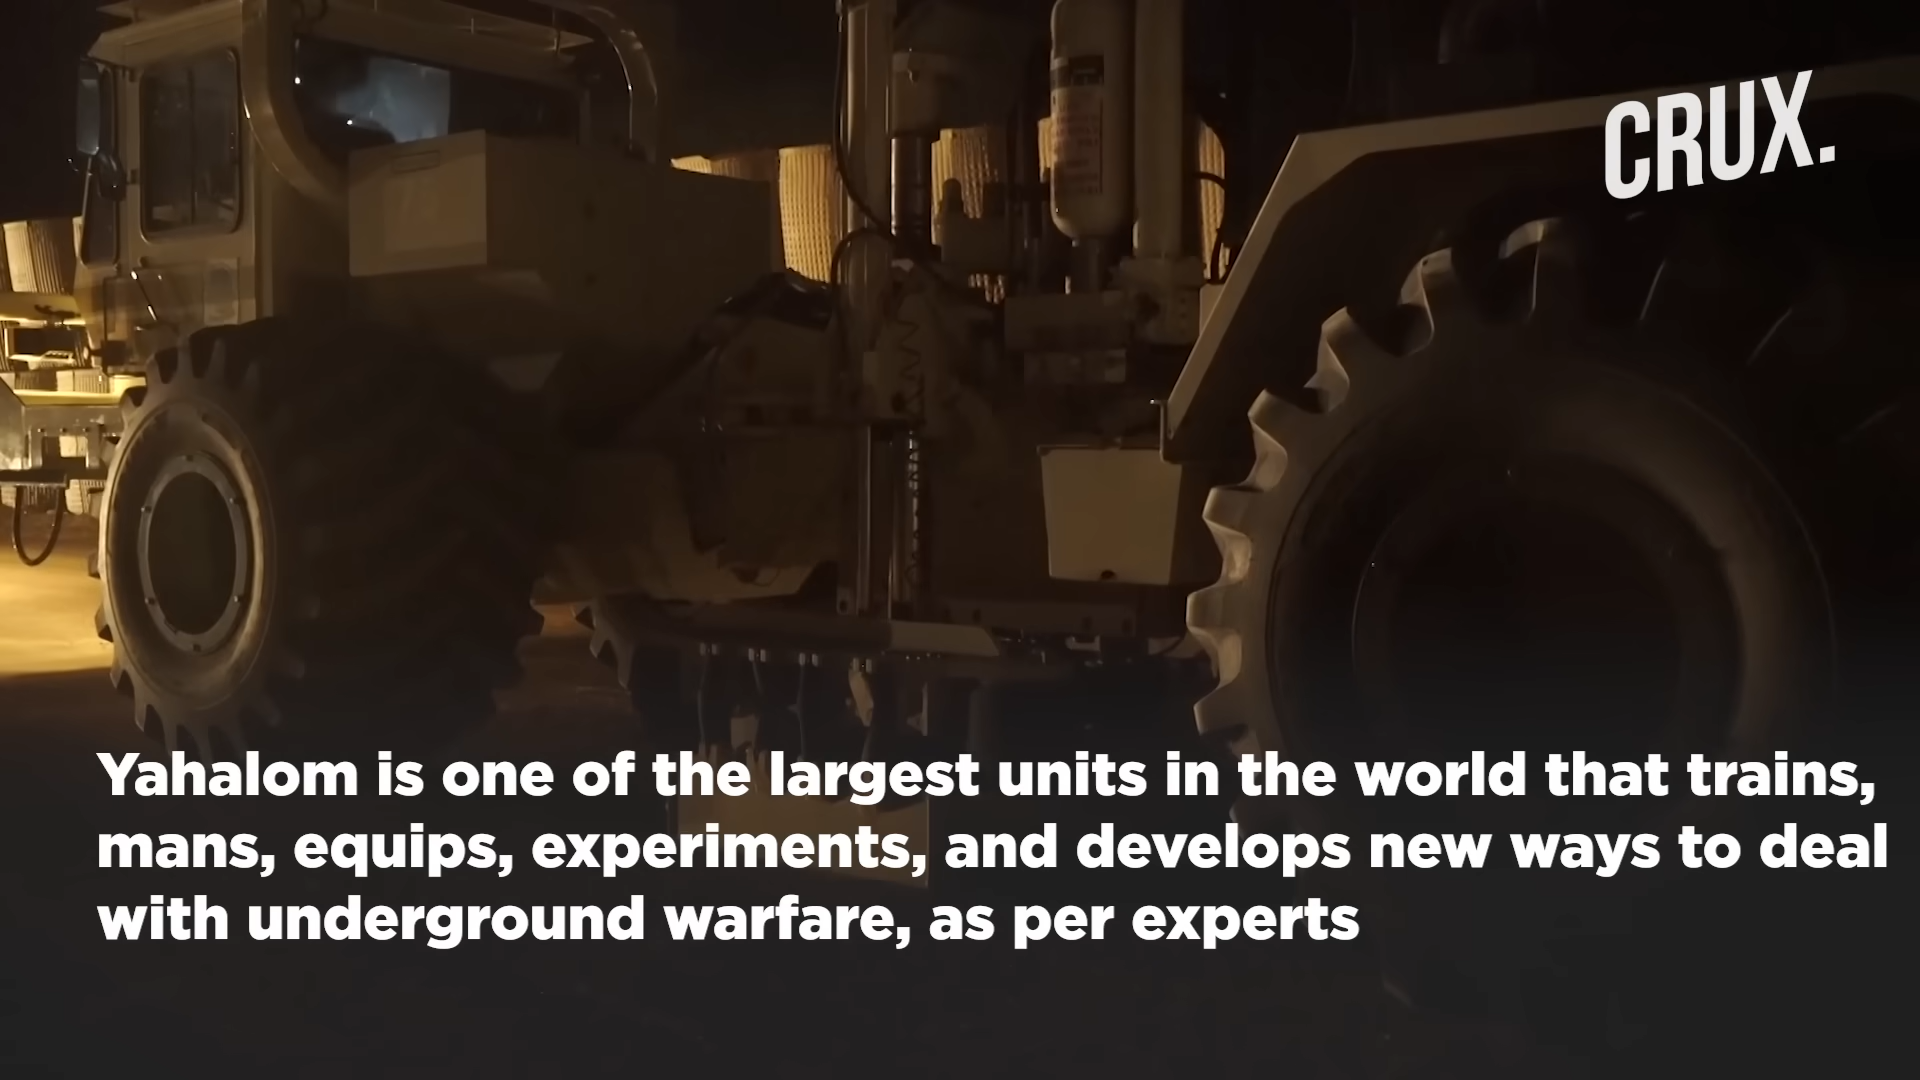 CRUX.
Yahalom is one of the largest units in the world that trains,
mans, equips, experiments, and develops new ways to deal
with underground warfare, as per experts